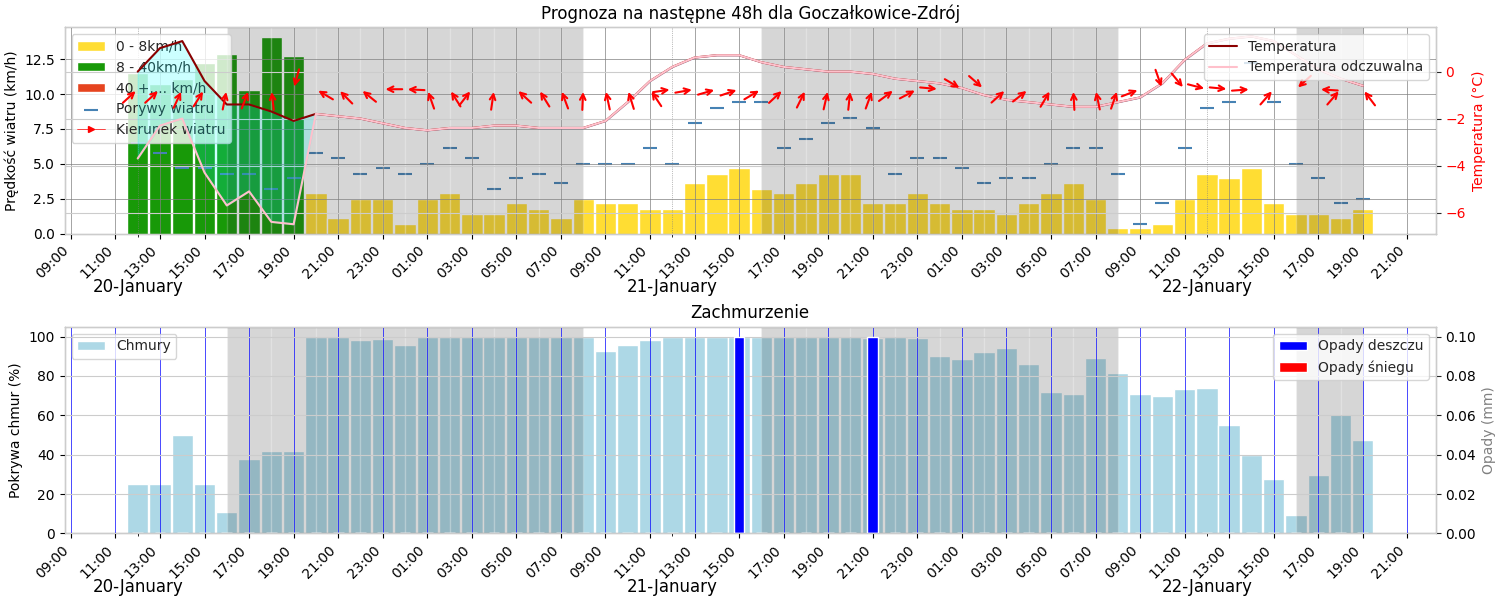 Prognoza na następne 48h dla Goczałkowice-Zdrój
Prędkość wiatru (km/h)
12.5
10.0
7.5
5.0
2.5
0.0
0 - 8km/h
8 - 40km/h
40 +... km/h
Porywy wiatru
Kierunek wiatru
Temperatura
Temperatura odczuwalna
0
−2
−4
−6
Temperatura (°C)
09:00 11:00 13:00 15:00 17:00 19:00 21:00 23:00 01:00 03:00 05:00 07:00 09:00 11:00 13:00 15:00 17:00 19:00 21:00 23:00 01:00 03:00 05:00 07:00 09:00 11:00 13:00 15:00 17:00 19:00 21:00
20-January 21-January 22-January
Zachmurzenie
Pokrywa chmur (%)
100
80
60
40
20
0
Chmury
Opady deszczu
Opady śniegu
0.10
0.08
0.06
0.04
0.02
0.00
Opady (mm)
09:00 11:00 13:00 15:00 17:00 19:00 21:00 23:00 01:00 03:00 05:00 07:00 09:00 11:00 13:00 15:00 17:00 19:00 21:00 23:00 01:00 03:00 05:00 07:00 09:00 11:00 13:00 15:00 17:00 19:00 21:00
20-January 21-January 22-January